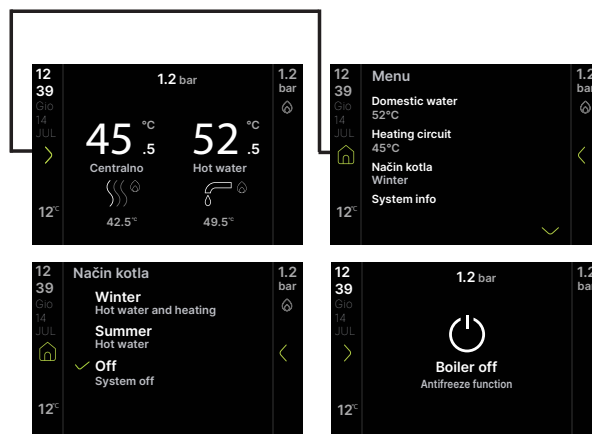 12
39
Gio
14
JUL
12°C
1.2 bar
45.5 °C
52.5 °C
Centralno
Hot water
42.5°C
49.5°C
1.2
bar
12
39
Gio
14
JUL
12°C
Menu
Domestic water
52°C
Heating circuit
45°C
Način kotla
Winter
System info
1.2
bar
12
39
Gio
14
JUL
12°C
Način kotla
Winter
Hot water and heating
Summer
Hot water
Off
System off
1.2
bar
12
39
Gio
14
JUL
12°C
1.2 bar
Boiler off
Antifreeze function
1.2
bar